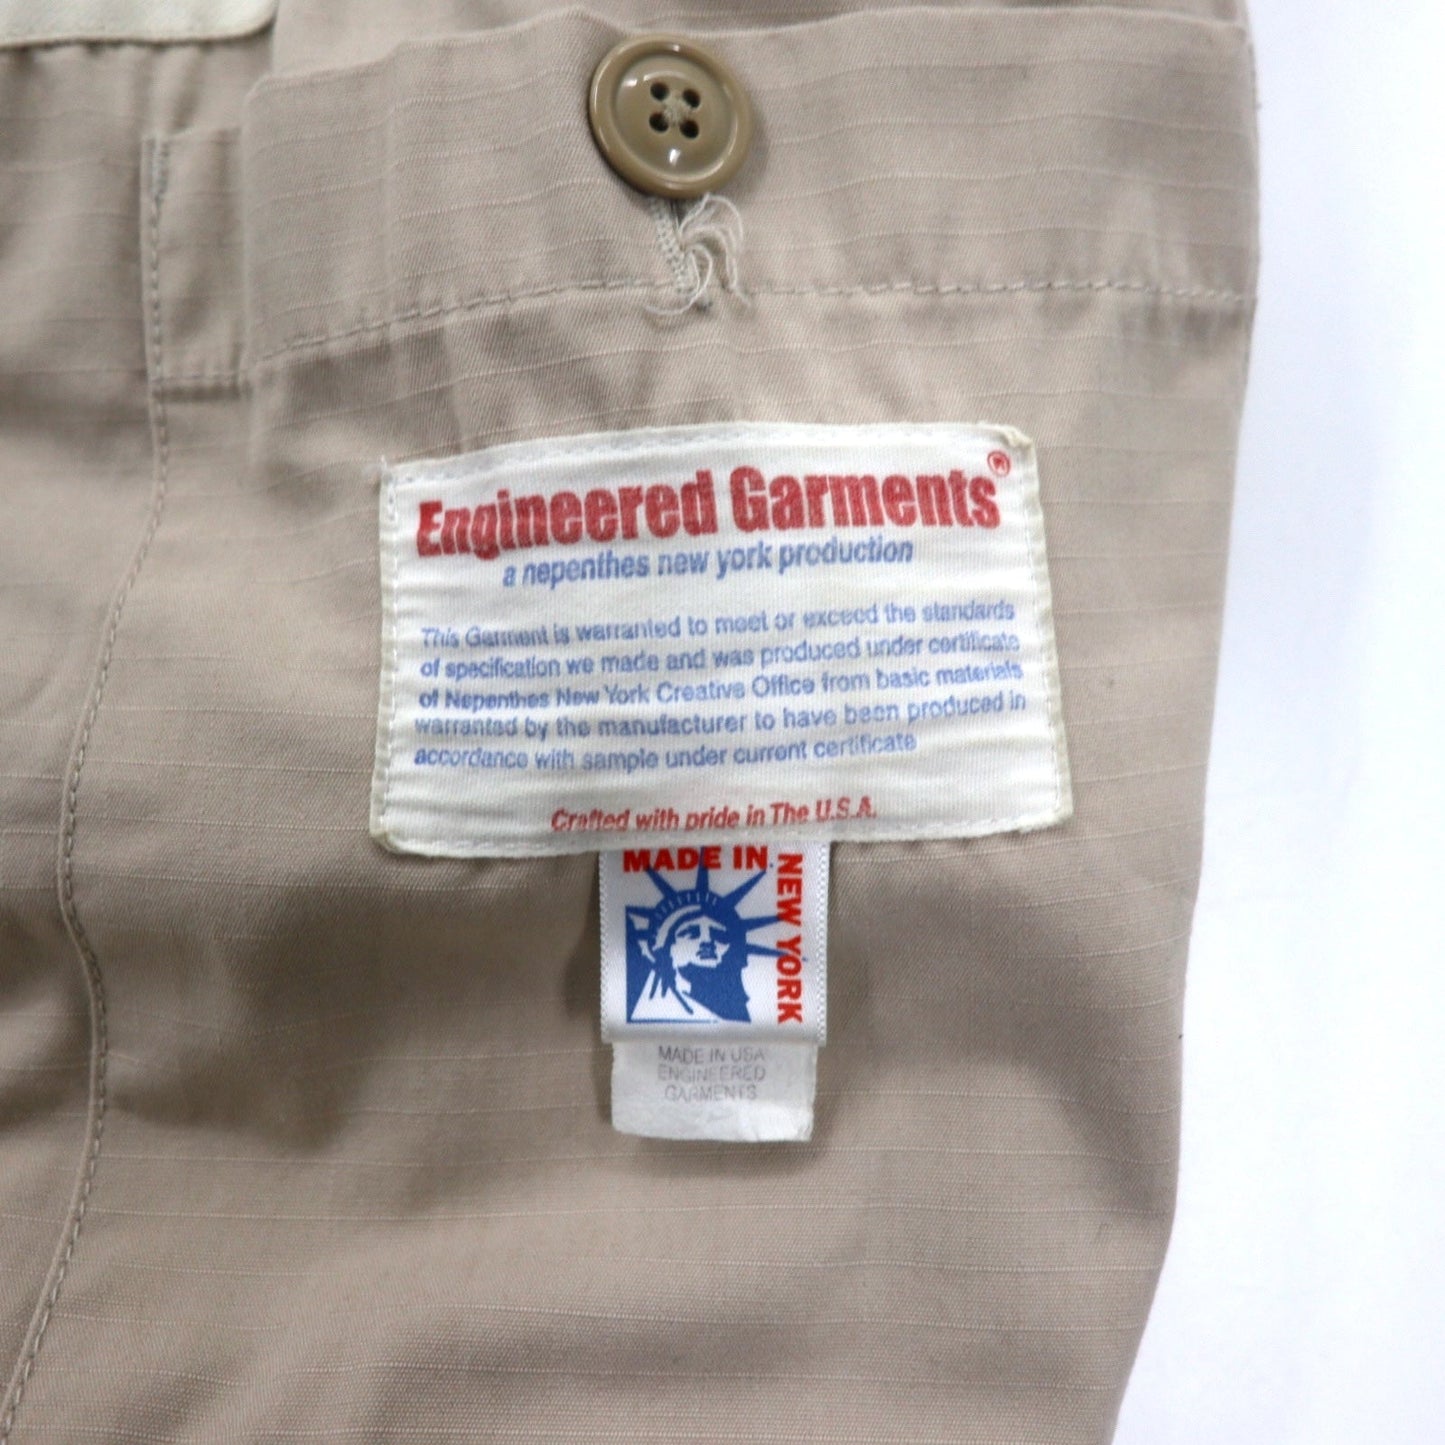 Engineered Garments®
a nepenthes new york production
This Garment is warranted to meet or exceed the standards
of specification we made and was produced under certificate
of Nepenthes New York Creative Office from basic materials
warranted by the manufacturer to have been produced in
accordance with sample under current certificate
Crafted with pride in The U.S.A.
MADE IN
NEW YORK
MADE IN USA
ENGINEERED
GARMENTS